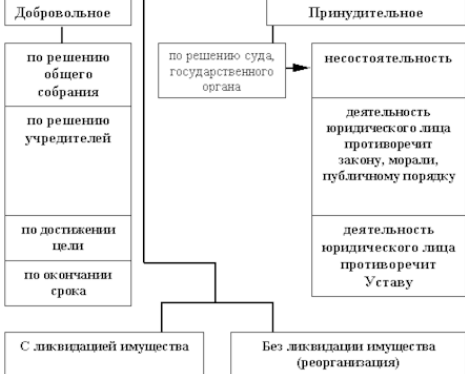 Добровольное
Принудительное
по решению
общего
собрания
по решению
учредителей
по достижении
цели
по окончании
срока
по решению суда,
государственного
органа
несостоятельность
деятельность
юридического лица
противоречит
закону, морали,
публичному порядку
деятельность
юридического лица
противоречит
Уставу
С ликвидацией имущества
Без ликвидации имущества
(реорганизация)